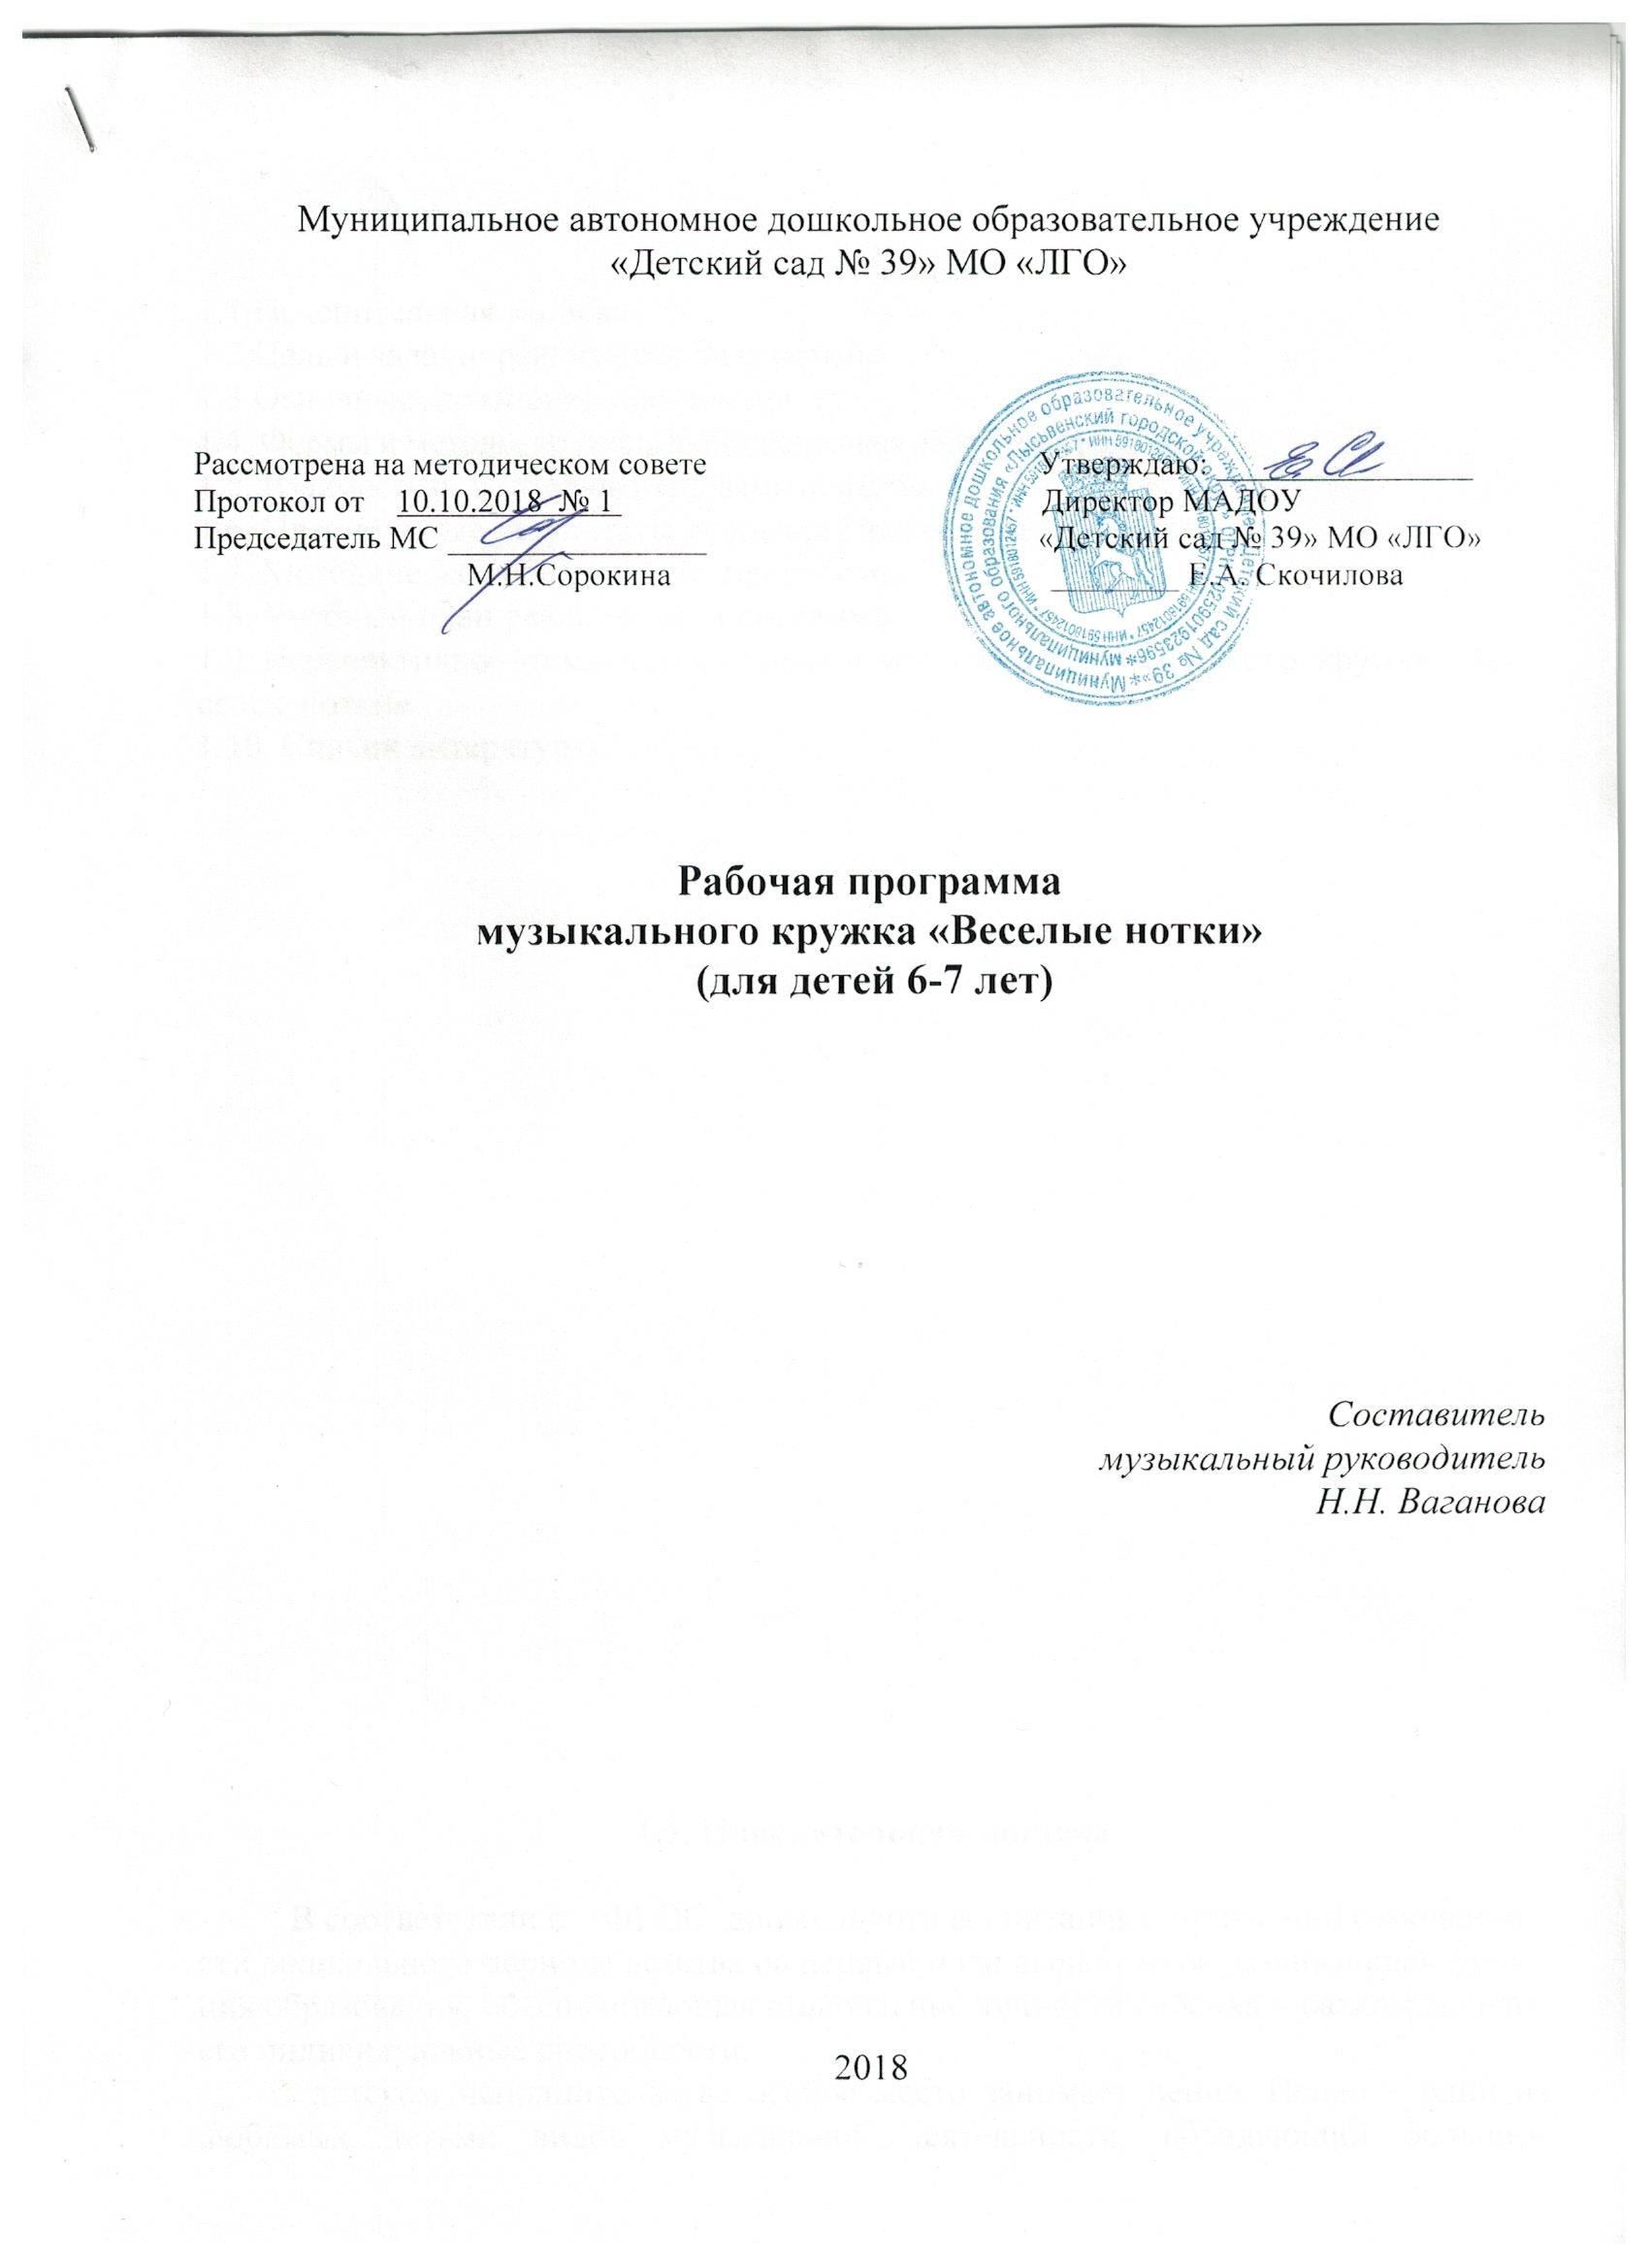 Муниципальное автономное дошкольное образовательное учреждение
«Детский сад № 39» МО «ЛГО»
Рассмотрена на методическом совете
Протокол от 10.10.2018 № 1
Председатель МС
М.Н.Сорокина
Утверждаю:
Директор МАДОУ
«Детский сад № 39» МО «ЛГО»
Е.А. Скочилова
Рабочая программа
музыкального кружка «Веселые нотки»
(для детей 6-7 лет)
Составитель
музыкальный руководитель
Н.Н. Ваганова
2018